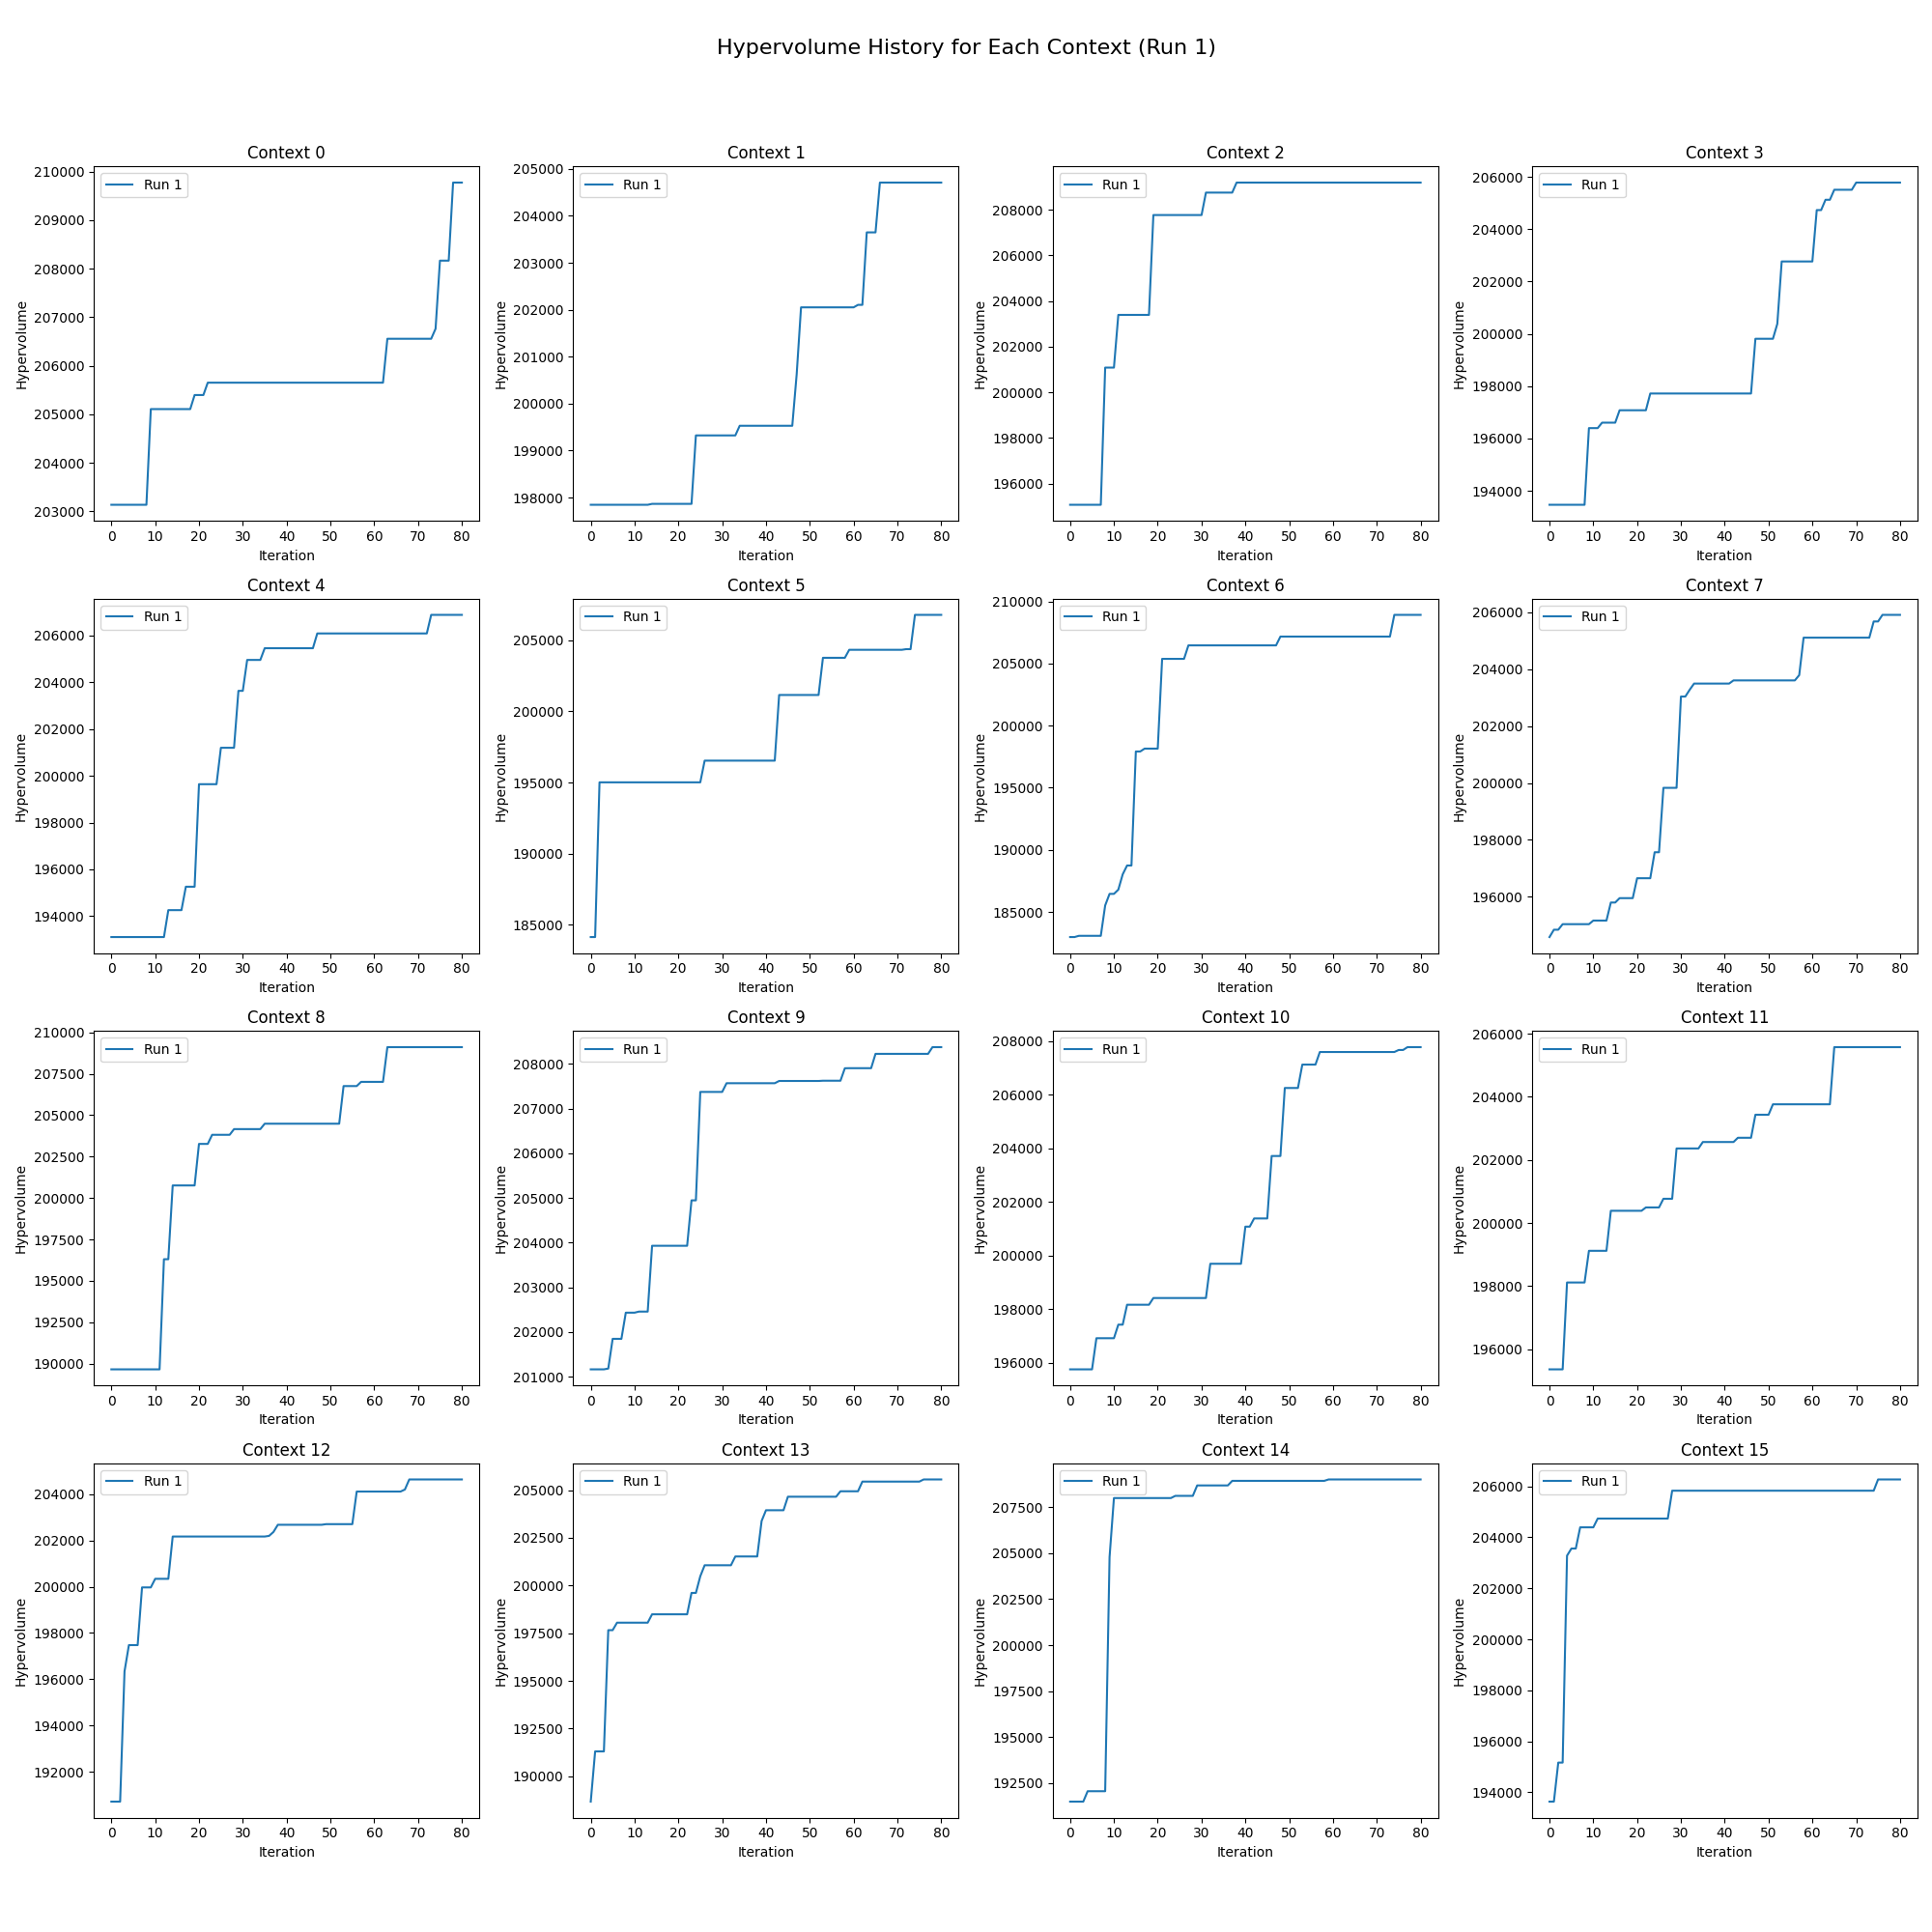 Hypervolume History for Each Context (Run 1)
Context 0
Run 1
210000
209000
208000
207000
206000
205000
204000
203000
Hypervolume
0 10 20 30 40 50 60 70 80
Iteration
Context 1
Run 1
205000
204000
203000
202000
201000
200000
199000
198000
Hypervolume
0 10 20 30 40 50 60 70 80
Iteration
Context 2
Run 1
208000
206000
204000
202000
200000
198000
196000
Hypervolume
0 10 20 30 40 50 60 70 80
Iteration
Context 3
Run 1
206000
204000
202000
200000
198000
196000
194000
Hypervolume
0 10 20 30 40 50 60 70 80
Iteration
Context 4
Run 1
206000
204000
202000
200000
198000
196000
194000
Hypervolume
0 10 20 30 40 50 60 70 80
Iteration
Context 5
Run 1
205000
200000
195000
190000
185000
Hypervolume
0 10 20 30 40 50 60 70 80
Iteration
Context 6
Run 1
210000
205000
200000
195000
190000
185000
Hypervolume
0 10 20 30 40 50 60 70 80
Iteration
Context 7
Run 1
206000
204000
202000
200000
198000
196000
Hypervolume
0 10 20 30 40 50 60 70 80
Iteration
Context 8
Run 1
210000
207500
205000
202500
200000
197500
195000
192500
190000
Hypervolume
0 10 20 30 40 50 60 70 80
Iteration
Context 9
Run 1
208000
207000
206000
205000
204000
203000
202000
201000
Hypervolume
0 10 20 30 40 50 60 70 80
Iteration
Context 10
Run 1
208000
206000
204000
202000
200000
198000
196000
Hypervolume
0 10 20 30 40 50 60 70 80
Iteration
Context 11
Run 1
206000
204000
202000
200000
198000
196000
Hypervolume
0 10 20 30 40 50 60 70 80
Iteration
Context 12
Run 1
204000
202000
200000
198000
196000
194000
192000
Hypervolume
0 10 20 30 40 50 60 70 80
Iteration
Context 13
Run 1
205000
202500
200000
197500
195000
192500
190000
Hypervolume
0 10 20 30 40 50 60 70 80
Iteration
Context 14
Run 1
207500
205000
202500
200000
197500
195000
192500
Hypervolume
0 10 20 30 40 50 60 70 80
Iteration
Context 15
Run 1
206000
204000
202000
200000
198000
196000
194000
Hypervolume
0 10 20 30 40 50 60 70 80
Iteration